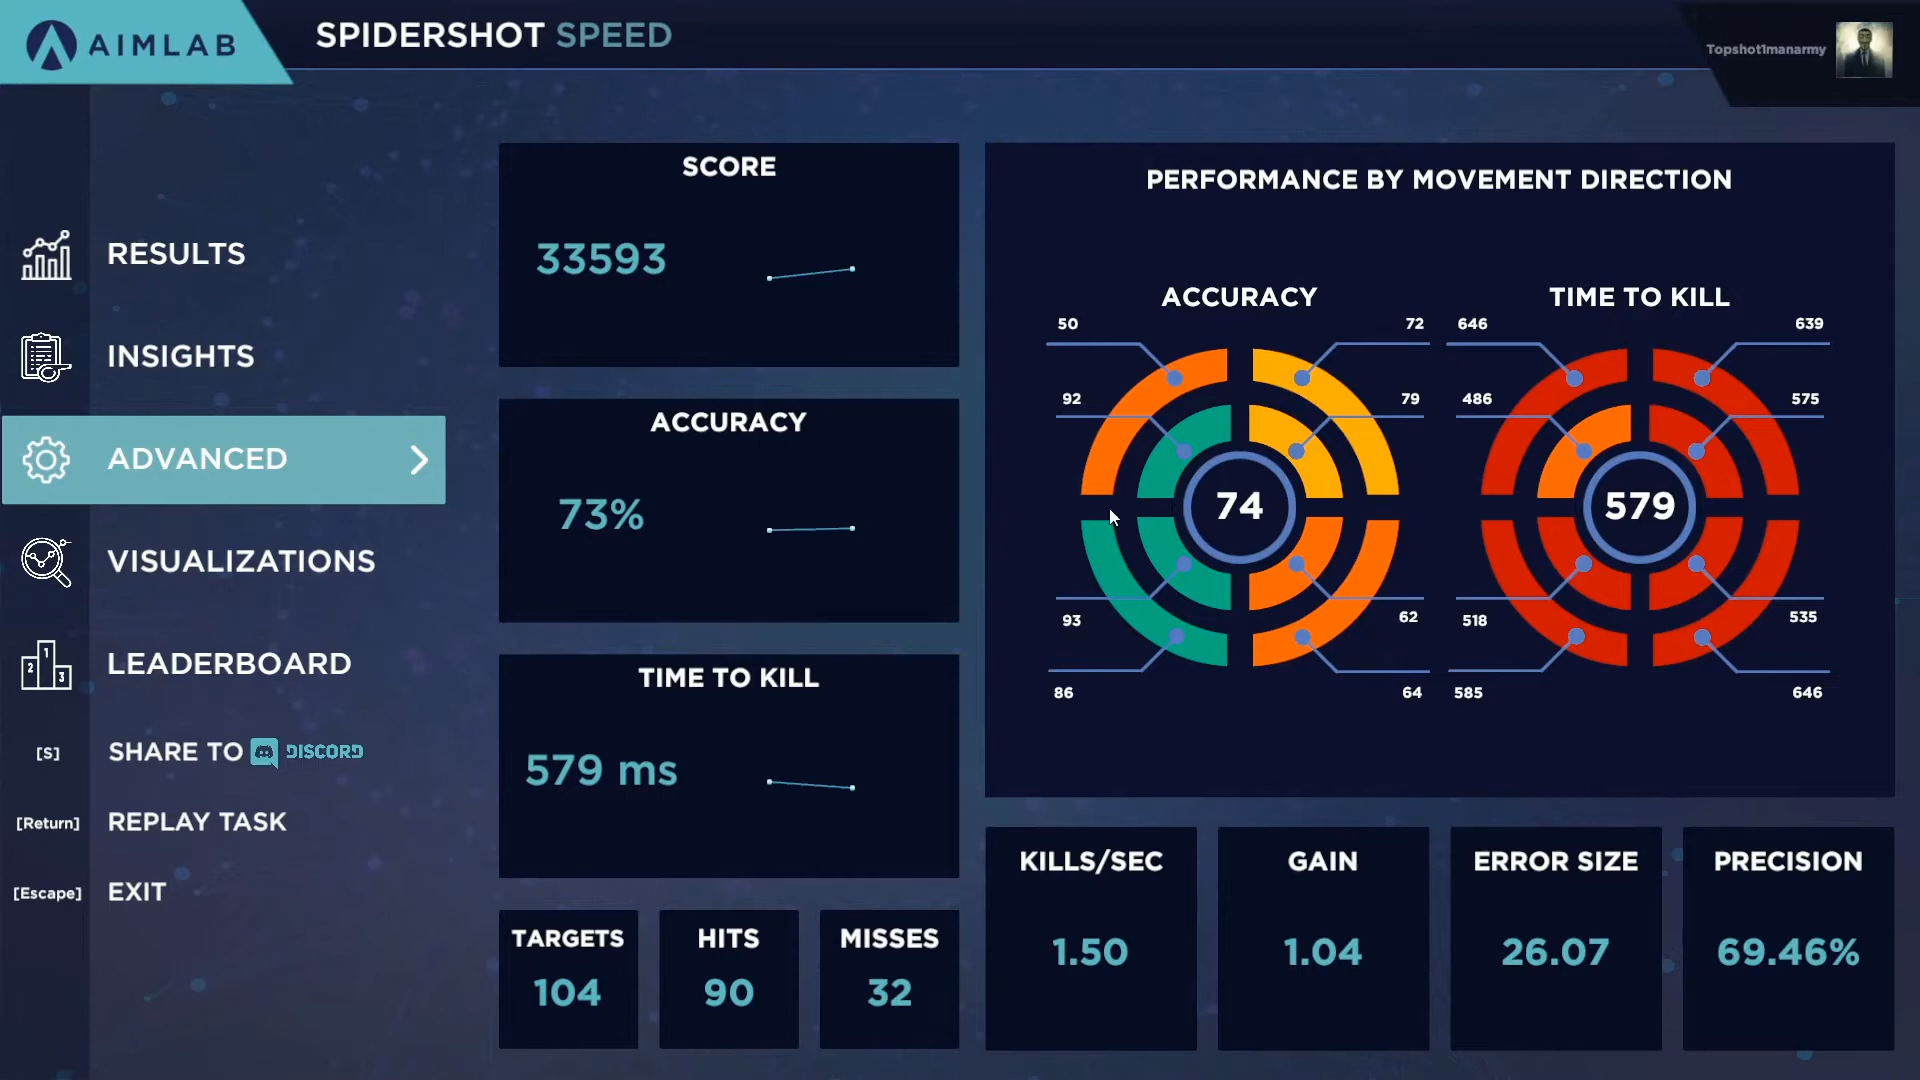 AIMLAB
SPIDERSHOT SPEED
Topshot1manarmy
RESULTS
INSIGHTS
ADVANCED
VISUALIZATIONS
LEADERBOARD
[S] SHARE TO DISCORD
[Return] REPLAY TASK
[Escape] EXIT
SCORE
33593
ACCURACY
73%
TIME TO KILL
579 ms
TARGETS
104
HITS
90
MISSES
32
PERFORMANCE BY MOVEMENT DIRECTION
ACCURACY
50 72
92 79
74
93 62
86 64
TIME TO KILL
646 639
486 575
579
518 535
585 646
KILLS/SEC
1.50
GAIN
1.04
ERROR SIZE
26.07
PRECISION
69.46%